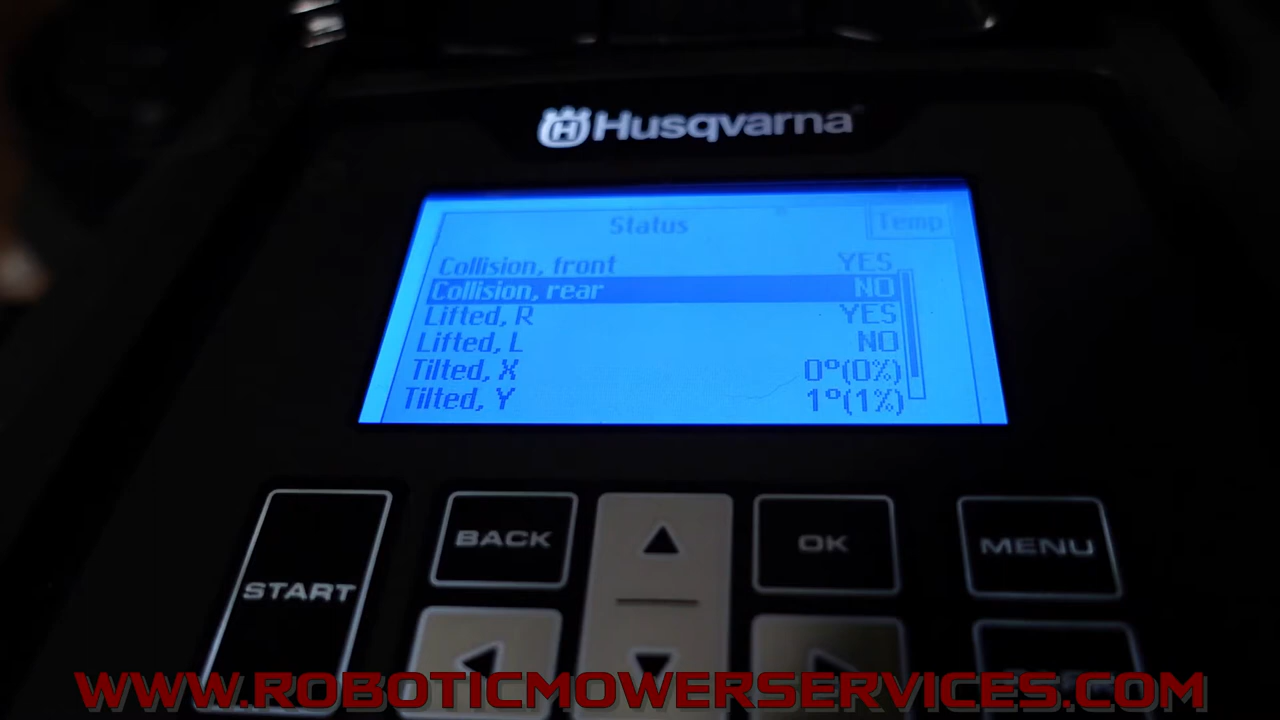 Husqvarna
Status
Temp
Collision, front YES
Collision, rear NO
Lifted, R YES
Lifted, L NO
Tilted, X 0°(0%)
Tilted, Y 1°(1%)
START
BACK
OK
MENU
WWW.ROBOTICMOWERSERVICES.COM